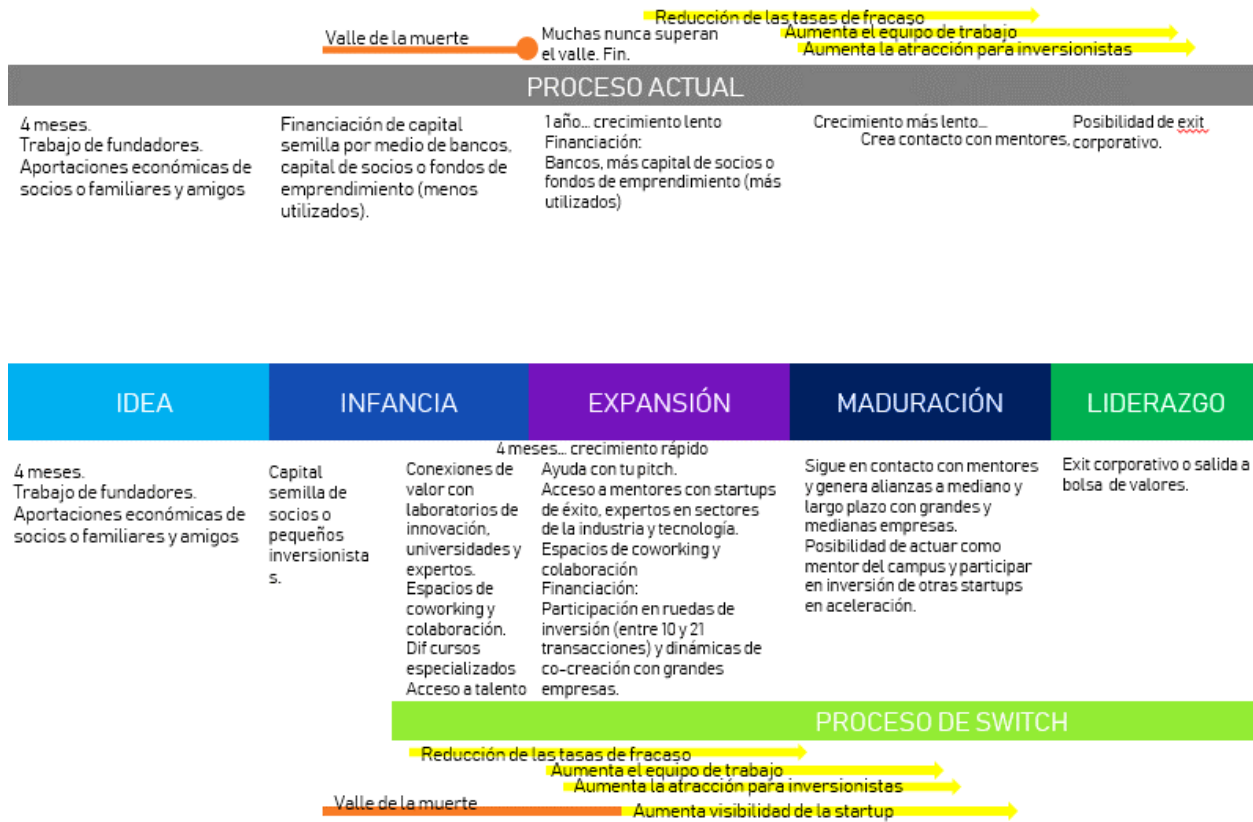 Reducción de las tasas de fracaso
Valle de la muerte
Muchas nunca superan
el valle. Fin.
Aumenta el equipo de trabajo
Aumenta la atracción para inversionistas
PROCESO ACTUAL
4 meses.
Trabajo de fundadores.
Aportaciones económicas de
socios o familiares y amigos
Financiación de capital
semilla por medio de bancos,
capital de socios o fondos de
emprendimiento (menos
utilizados).
1 año... crecimiento lento
Financiación:
Bancos, más capital de socios o
fondos de emprendimiento (más
utilizados)
Crecimiento más lento...
Crea contacto con mentores.
Posibilidad de exit
corporativo.
IDEA
INFANCIA
EXPANSIÓN
MADURACIÓN
LIDERAZGO
4 meses.
Trabajo de fundadores.
Aportaciones económicas de
socios o familiares y amigos
Capital
semilla de
socios o
pequeños
inversionista
s.
4 meses... crecimiento rápido
Conexiones de
valor con
laboratorios de
innovación,
universidades y
expertos.
Espacios de
coworking y
colaboración.
Dif cursos
especializados
Acceso a talento
Ayuda con tu pitch.
Acceso a mentores con startups
de éxito, expertos en sectores
de la industria y tecnología.
Espacios de coworking y
colaboración
Financiación:
Participación en ruedas de
inversión (entre 10 y 21
transacciones) y dinámicas de
co-creación con grandes
empresas.
Sigue en contacto con mentores
y genera alianzas a mediano y
largo plazo con grandes y
medianas empresas.
Posibilidad de actuar como
mentor del campus y participar
en inversión de otras startups
en aceleración.
Exit corporativo o salida a
bolsa de valores.
PROCESO DE SWITCH
Reducción de las tasas de fracaso
Aumenta el equipo de trabajo
Aumenta la atracción para inversionistas
Valle de la muerte
Aumenta visibilidad de la startup